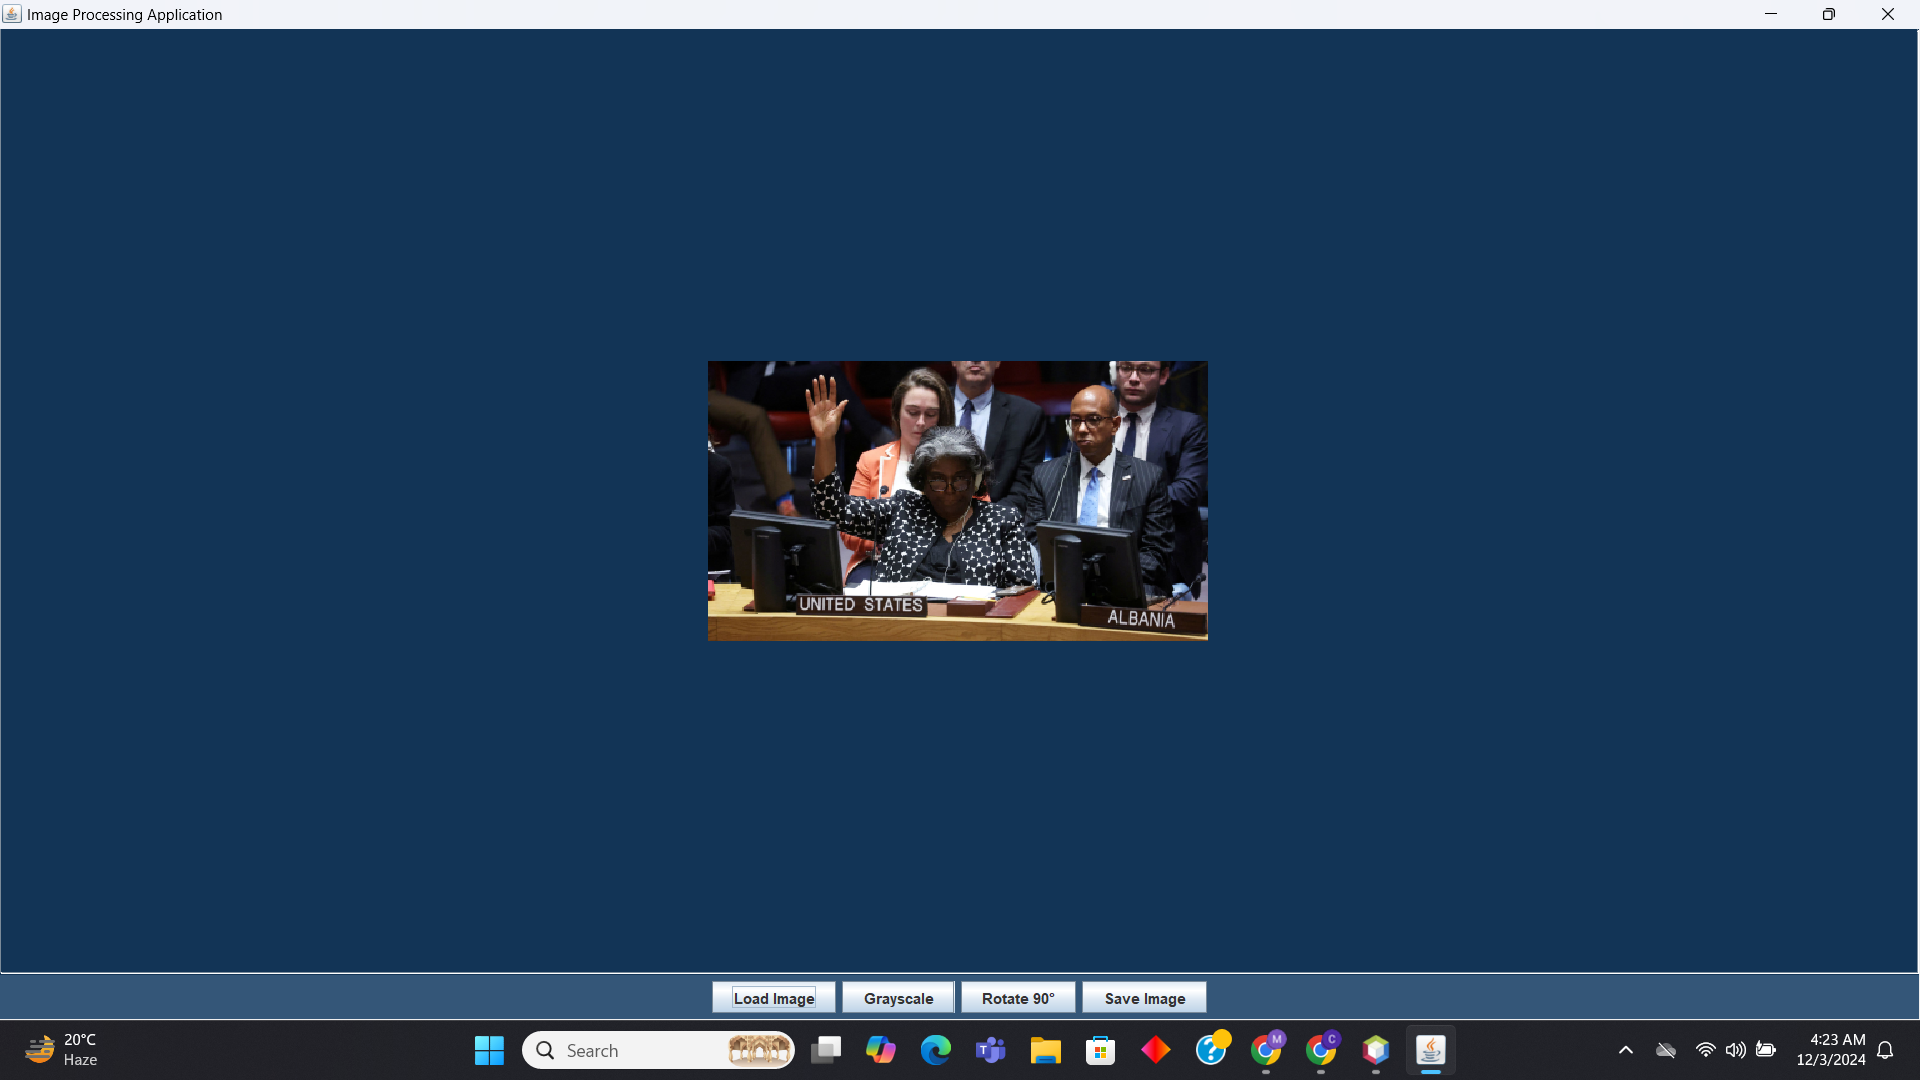 Image Processing Application
UNITED STATES
ALBANIA
Load Image
Grayscale
Rotate 90°
Save Image
20°C
Haze
Search
M
C
4:23 AM
12/3/2024